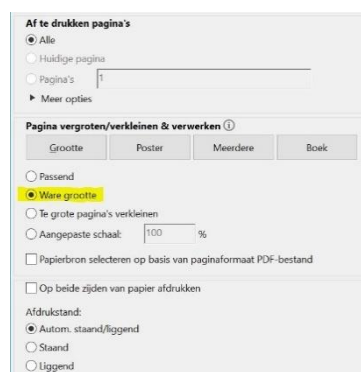 Af te drukken pagina's
Alle
Huidige pagina
Pagina's 1
Meer opties
Pagina vergroten/verkleinen & verwerken
Grootte Poster Meerdere Boek
Passend
Ware grootte
Te grote pagina's verkleinen
Aangepaste schaal: 100 %
Papierbron selecteren op basis van paginaformaat PDF-bestand
Op beide zijden van papier afdrukken
Afdrukstand:
Autom. staand/liggend
Staand
Liggend